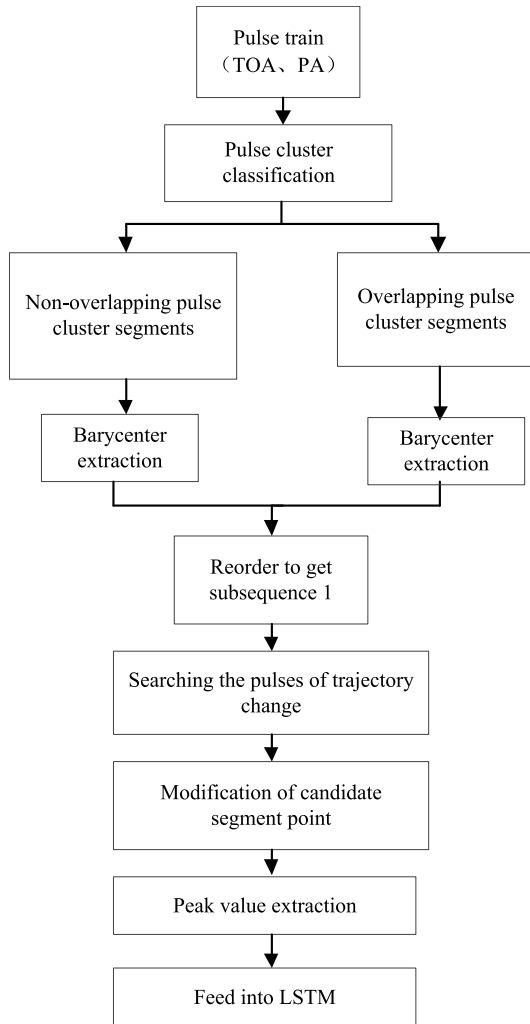 Pulse train
（TOA、PA）
Pulse cluster
classification
Non-overlapping pulse
cluster segments
Overlapping pulse
cluster segments
Barycenter
extraction
Barycenter
extraction
Reorder to get
subsequence 1
Searching the pulses of trajectory
change
Modification of candidate
segment point
Peak value extraction
Feed into LSTM